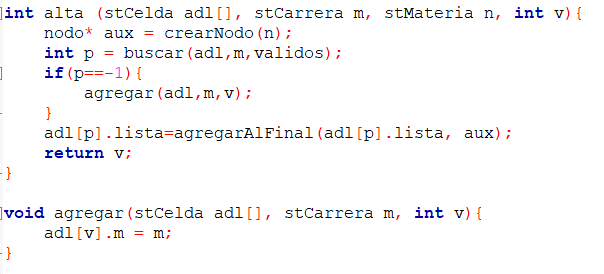 int alta (stCelda adl[], stCarrera m, stMateria n, int v){
    nodo* aux = crearNodo(n);
    int p = buscar(adl,m,validos);
    if(p==-1){
        agregar(adl,m,v);
    }
    adl[p].lista=agregarAlFinal(adl[p].lista, aux);
    return v;
}

void agregar(stCelda adl[], stCarrera m, int v){
    adl[v].m = m;
}